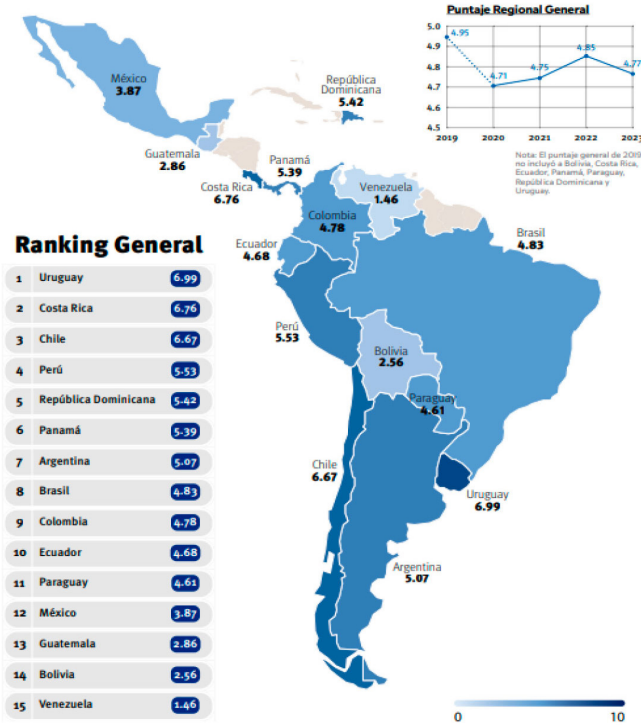 Puntaje Regional General
5.0
4.9
4.8
4.7
4.6
4.5
4.95
4.71
4.75
4.85
4.77
2019
2020
2021
2022
2023
Nota: El puntaje general de 2019
no incluyó a Bolivia, Costa Rica,
Ecuador, Panamá, Paraguay,
República Dominicana y
Uruguay.
México
3.87
República
Dominicana
5.42
Guatemala
2.86
Panamá
5.39
Costa Rica
6.76
Venezuela
1.46
Colombia
4.78
Ecuador
4.68
Brasil
4.83
Perú
5.53
Bolivia
2.56
Paraguay
4.61
Chile
6.67
Uruguay
6.99
Argentina
5.07
Ranking General
1 Uruguay 6.99
2 Costa Rica 6.76
3 Chile 6.67
4 Perú 5.53
5 República Dominicana 5.42
6 Panamá 5.39
7 Argentina 5.07
8 Brasil 4.83
9 Colombia 4.78
10 Ecuador 4.68
11 Paraguay 4.61
12 México 3.87
13 Guatemala 2.86
14 Bolivia 2.56
15 Venezuela 1.46
0 10